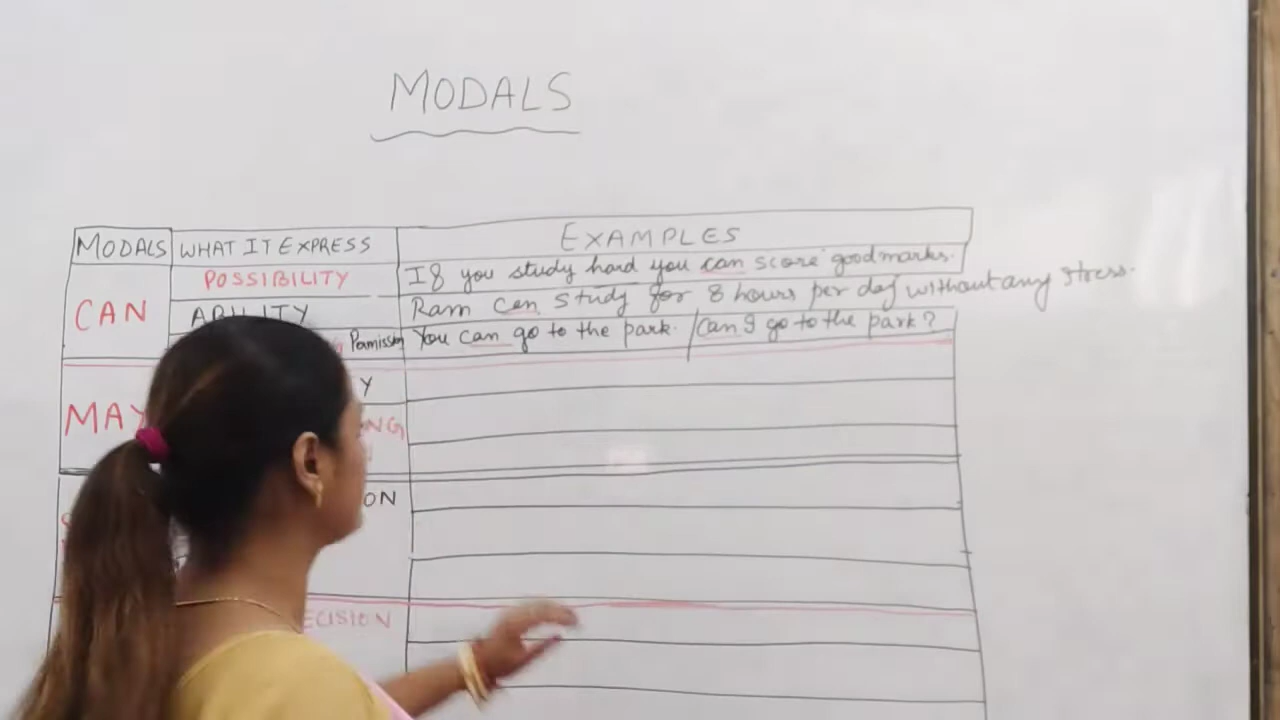 MODALS
MODALS WHAT IT EXPRESS EXAMPLES
CAN POSSIBILITY If you study hard you can score good marks.
ABILITY Ram can study for 8 hours per day without any stress.
Permission You can go to the park. / Can I go to the park?
MAY